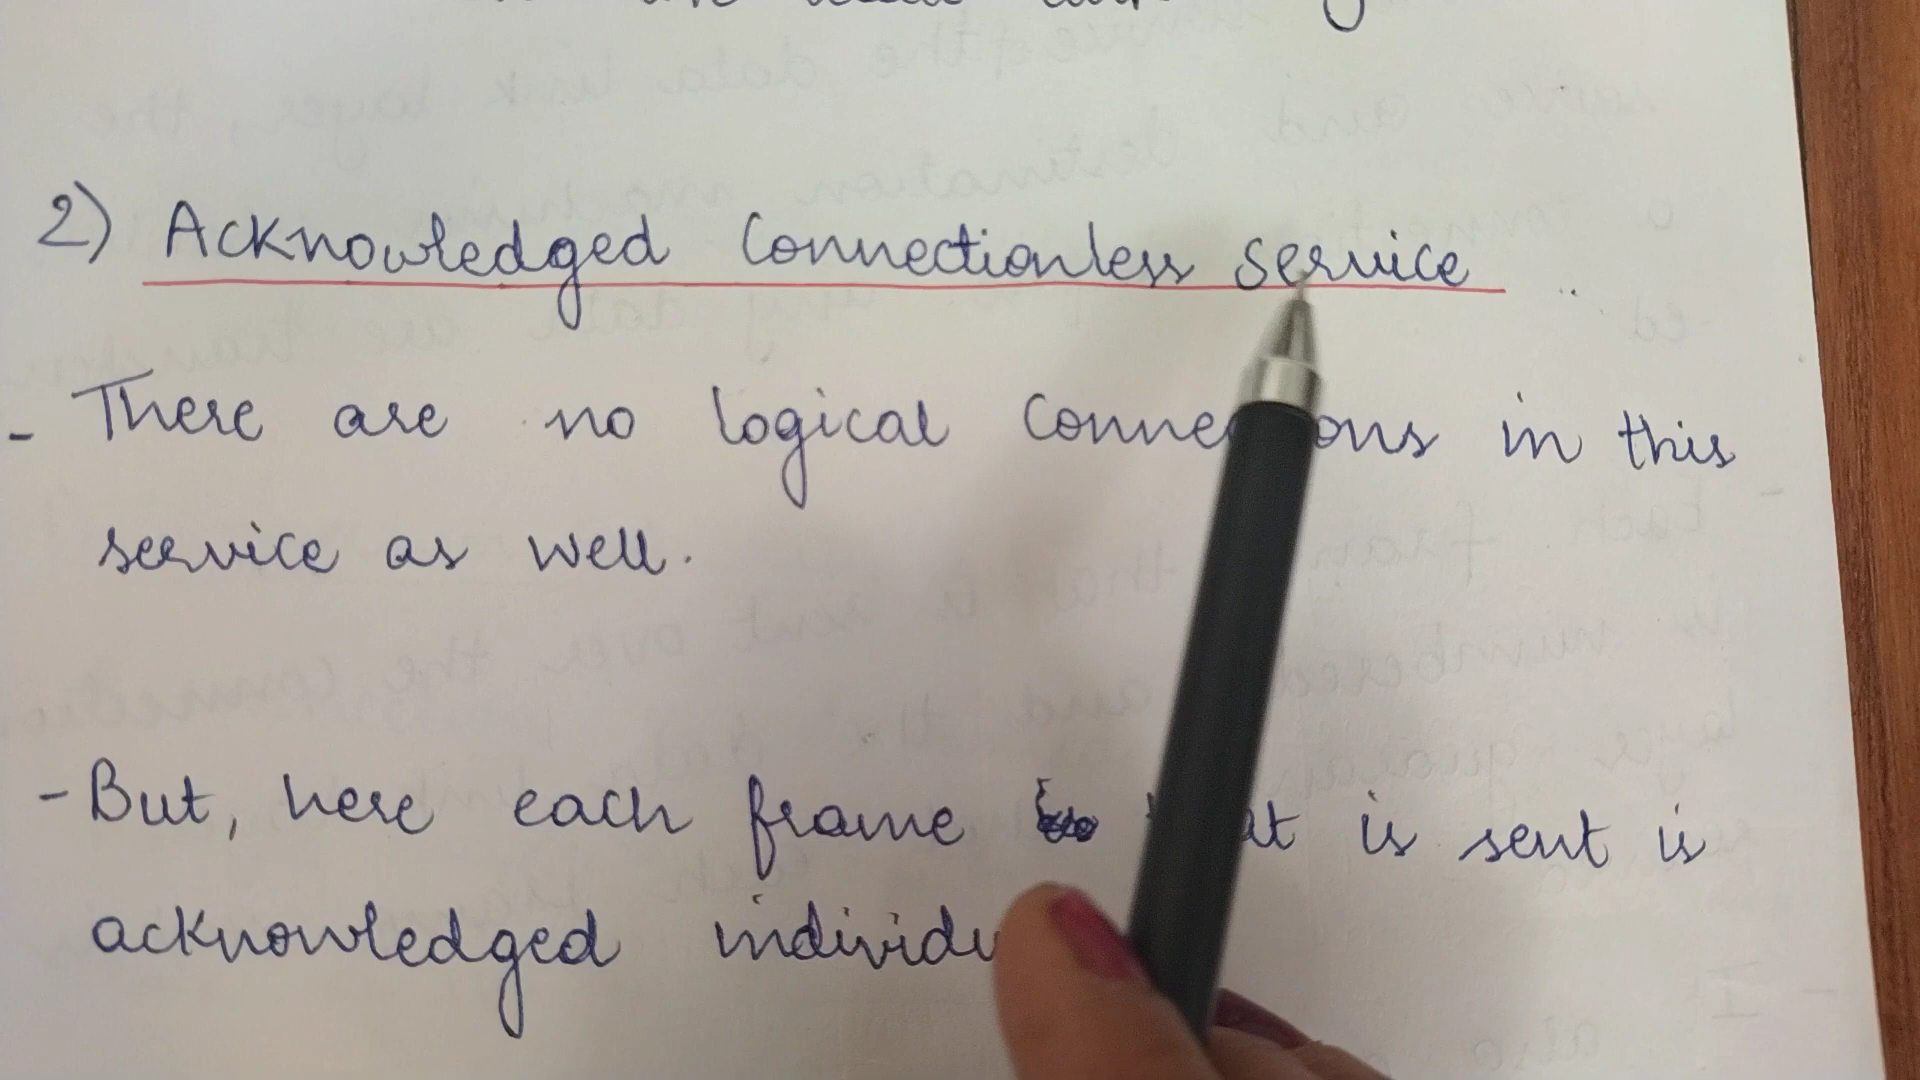 2) Acknowledged Connectionless service
- There are no logical conne ons in this
service as well.
- But, here each frame at is sent is
acknowledged individu